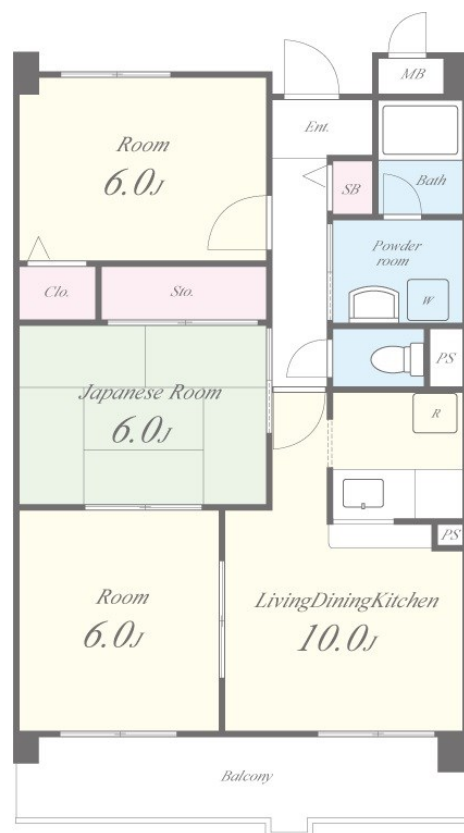 MB
Ent.
Room
6.0J
SB
Bath
Powder
room
W
Clo.
Sto.
PS
Japanese Room
6.0J
R
PS
Room
6.0J
LivingDiningKitchen
10.0J
Balcony